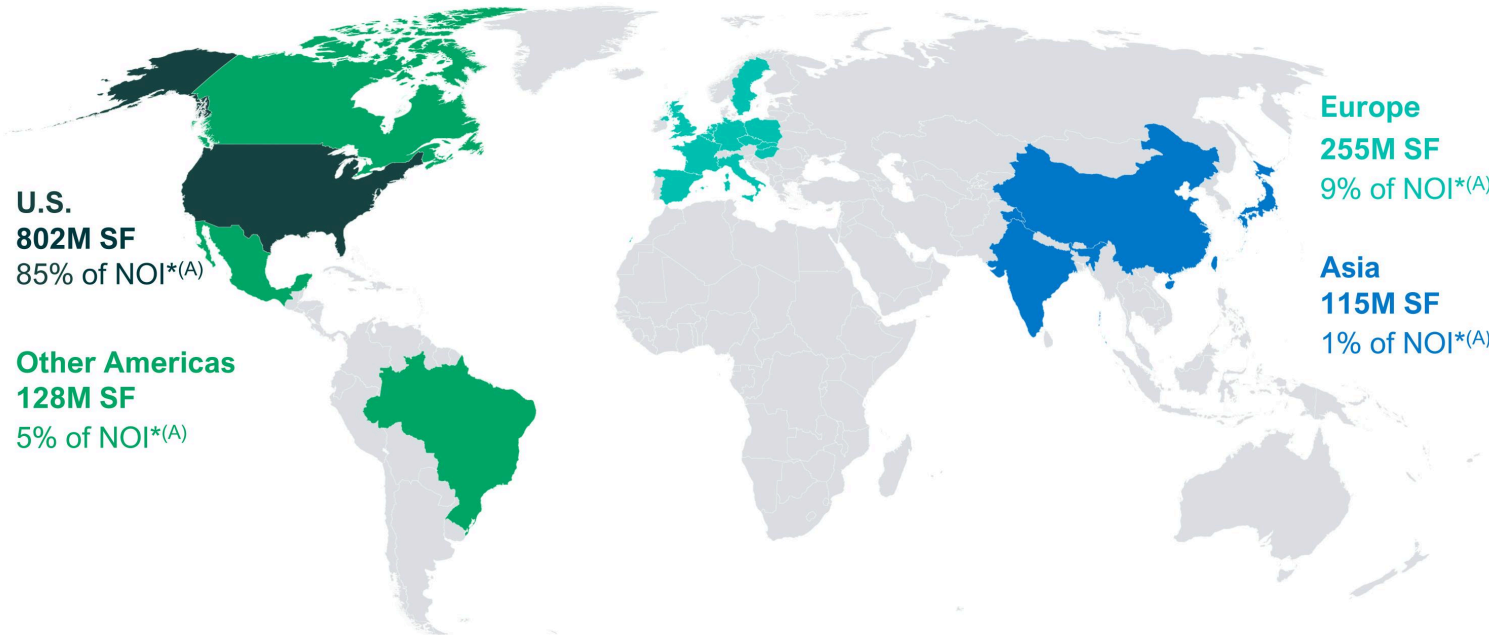 U.S.
802M SF
85% of NOI*(A)
Other Americas
128M SF
5% of NOI*(A)
Europe
255M SF
9% of NOI*(A)
Asia
115M SF
1% of NOI*(A)